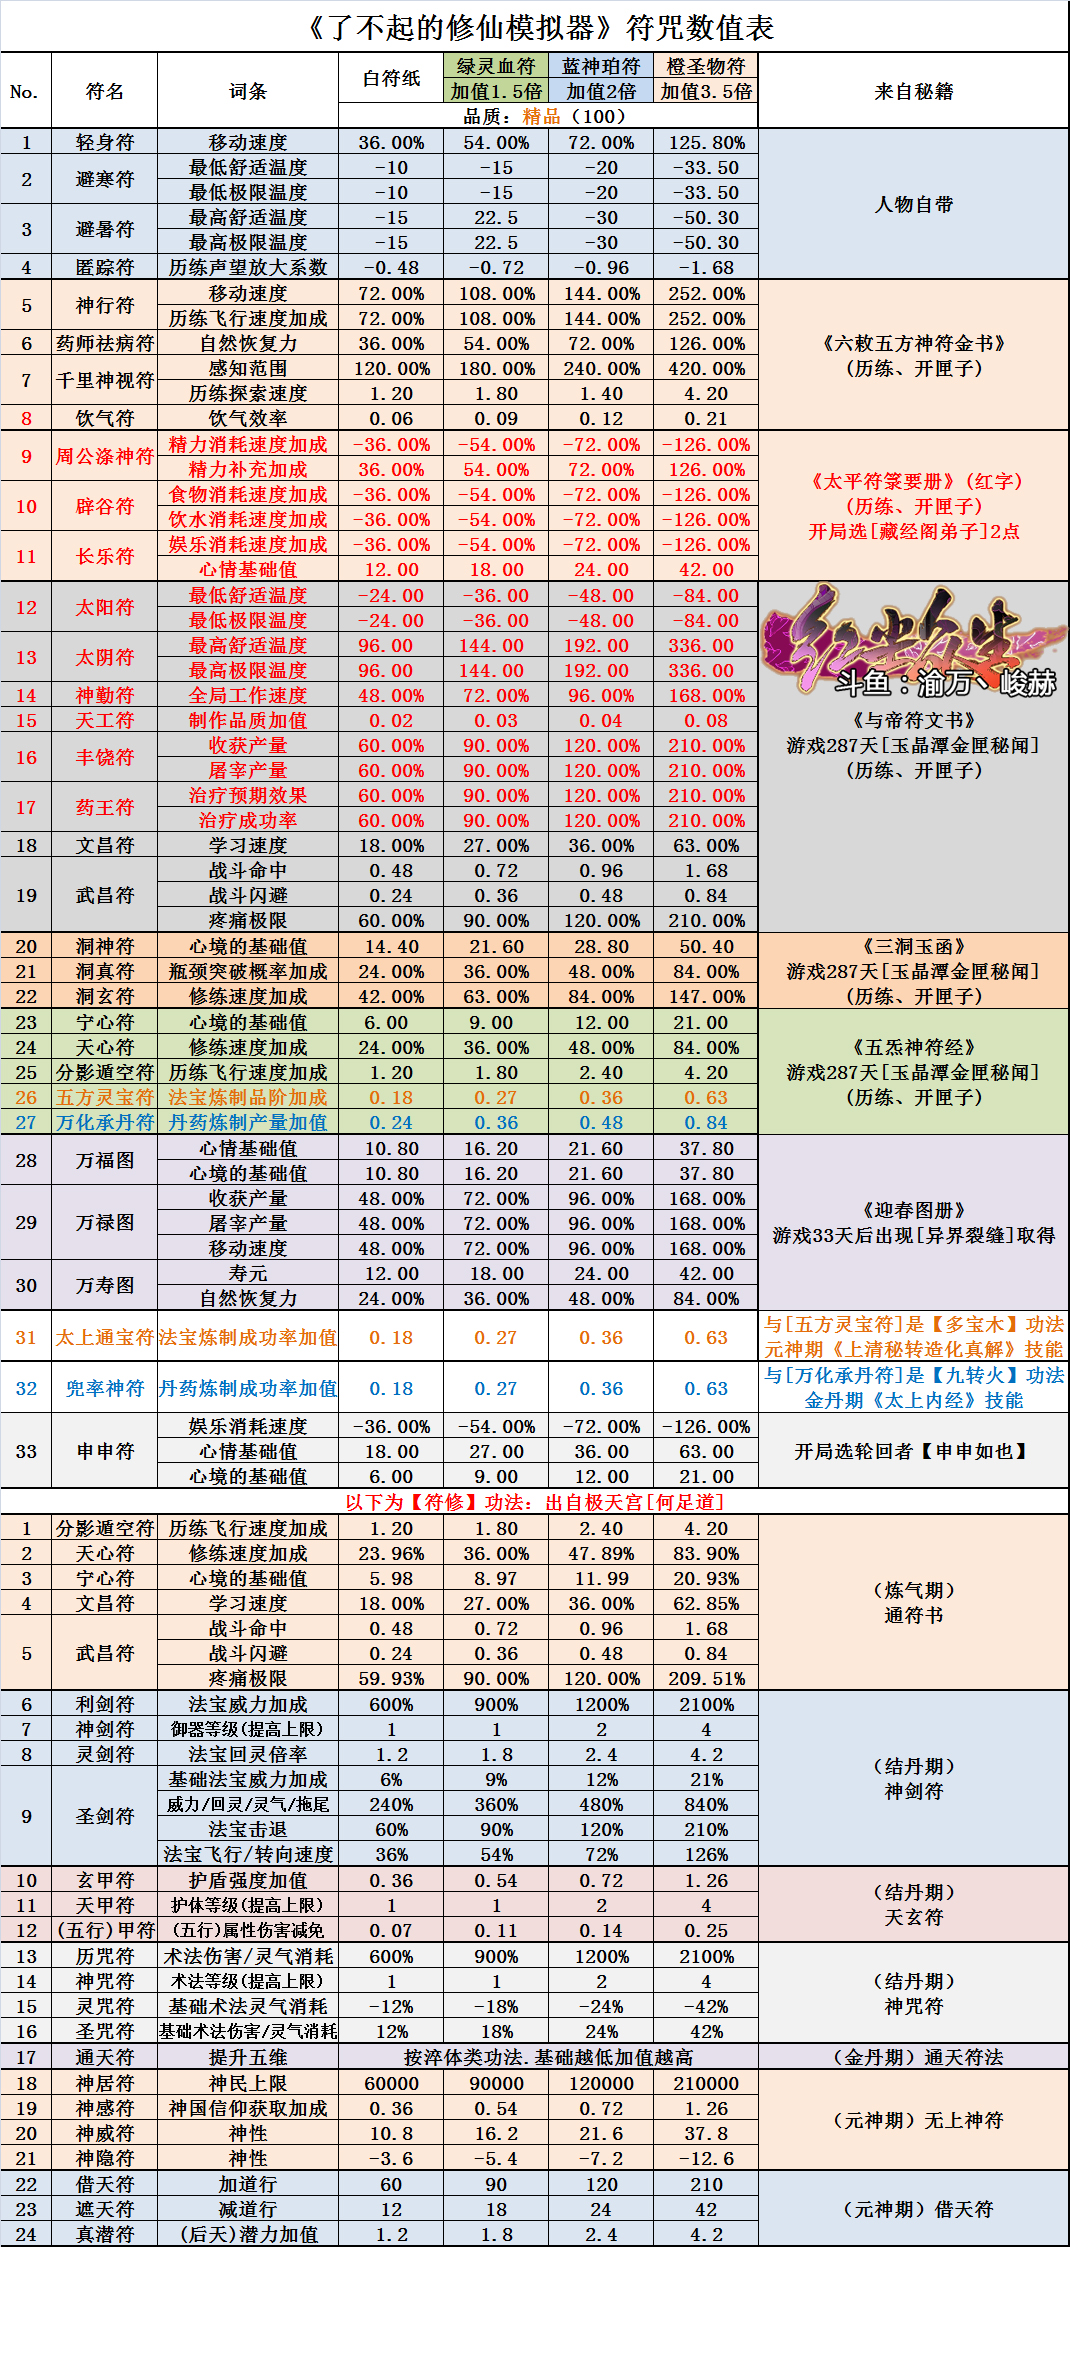 《了不起的修仙模拟器》符咒数值表
No. 符名 词条 白符纸 绿灵血符 蓝神珀符 橙圣物符 来自秘籍
加值1.5倍 加值2倍 加值3.5倍
品质：精品（100）
1 轻身符 移动速度 36.00% 54.00% 72.00% 125.80%
2 避寒符 最低舒适温度 -10 -15 -20 -33.50
最低极限温度 -10 -15 -20 -33.50
人物自带
3 避暑符 最高舒适温度 -15 22.5 -30 -50.30
最高极限温度 -15 22.5 -30 -50.30
4 匿踪符 历练声望放大系数 -0.48 -0.72 -0.96 -1.68
5 神行符 移动速度 72.00% 108.00% 144.00% 252.00%
历练飞行速度加成 72.00% 108.00% 144.00% 252.00%
6 药师祛病符 自然恢复力 36.00% 54.00% 72.00% 126.00% 《六敕五方神符金书》
7 千里神视符 感知范围 120.00% 180.00% 240.00% 420.00% (历练、开匣子)
历练探索速度 1.20 1.80 1.40 4.20
8 饮气符 饮气效率 0.06 0.09 0.12 0.21
9 周公涤神符 精力消耗速度加成 -36.00% -54.00% -72.00% -126.00%
精力补充加成 36.00% 54.00% 72.00% 126.00%
《太平符箓要册》(红字)
10 辟谷符 食物消耗速度加成 -36.00% -54.00% -72.00% -126.00%
(历练、开匣子)
饮水消耗速度加成 -36.00% -54.00% -72.00% -126.00%
开局选[藏经阁弟子]2点
11 长乐符 娱乐消耗速度加成 -36.00% -54.00% -72.00% -126.00%
心情基础值 12.00 18.00 24.00 42.00
12 太阳符 最低舒适温度 -24.00 -36.00 -48.00 -84.00
最低极限温度 -24.00 -36.00 -48.00 -84.00
红尘余生
13 太阴符 最高舒适温度 96.00 144.00 192.00 336.00
最高极限温度 96.00 144.00 192.00 336.00
斗鱼：渝万丶峻赫
14 神勤符 全局工作速度 48.00% 72.00% 96.00% 168.00%
15 天工符 制作品质加值 0.02 0.03 0.04 0.08 《与帝符文书》
16 丰饶符 收获产量 60.00% 90.00% 120.00% 210.00% 游戏287天[玉晶潭金匣秘闻]
屠宰产量 60.00% 90.00% 120.00% 210.00% (历练、开匣子)
17 药王符 治疗预期效果 60.00% 90.00% 120.00% 210.00%
治疗成功率 60.00% 90.00% 120.00% 210.00%
18 文昌符 学习速度 18.00% 27.00% 36.00% 63.00%
19 武昌符 战斗命中 0.48 0.72 0.96 1.68
战斗闪避 0.24 0.36 0.48 0.84
疼痛极限 60.00% 90.00% 120.00% 210.00%
20 洞神符 心境的基础值 14.40 21.60 28.80 50.40 《三洞玉函》
21 洞真符 瓶颈突破概率加成 24.00% 36.00% 48.00% 84.00% 游戏287天[玉晶潭金匣秘闻]
22 洞玄符 修练速度加成 42.00% 63.00% 84.00% 147.00% (历练、开匣子)
23 宁心符 心境的基础值 6.00 9.00 12.00 21.00
24 天心符 修练速度加成 24.00% 36.00% 48.00% 84.00% 《五炁神符经》
25 分影遁空符 历练飞行速度加成 1.20 1.80 2.40 4.20 游戏287天[玉晶潭金匣秘闻]
26 五方灵宝符 法宝炼制品阶加成 0.18 0.27 0.36 0.63 (历练、开匣子)
27 万化承丹符 丹药炼制产量加值 0.24 0.36 0.48 0.84
28 万福图 心情基础值 10.80 16.20 21.60 37.80
心境的基础值 10.80 16.20 21.60 37.80
29 万禄图 收获产量 48.00% 72.00% 96.00% 168.00% 《迎春图册》
屠宰产量 48.00% 72.00% 96.00% 168.00% 游戏33天后出现[异界裂缝]取得
移动速度 48.00% 72.00% 96.00% 168.00%
30 万寿图 寿元 12.00 18.00 24.00 42.00
自然恢复力 24.00% 36.00% 48.00% 84.00%
31 太上通宝符 法宝炼制成功率加值 0.18 0.27 0.36 0.63 与[五方灵宝符]是【多宝木】功法
元神期《上清秘转造化真解》技能
32 兜率神符 丹药炼制成功率加值 0.18 0.27 0.36 0.63 与[万化承丹符]是【九转火】功法
金丹期《太上内经》技能
33 申申符 娱乐消耗速度 -36.00% -54.00% -72.00% -126.00%
心情基础值 18.00 27.00 36.00 63.00 开局选轮回者【申申如也】
心境的基础值 6.00 9.00 12.00 21.00
以下为【符修】功法：出自极天宫[何足道]
1 分影遁空符 历练飞行速度加成 1.20 1.80 2.40 4.20
2 天心符 修练速度加成 23.96% 36.00% 47.89% 83.90%
3 宁心符 心境的基础值 5.98 8.97 11.99 20.93% （炼气期）
4 文昌符 学习速度 18.00% 27.00% 36.00% 62.85% 通符书
5 武昌符 战斗命中 0.48 0.72 0.96 1.68
战斗闪避 0.24 0.36 0.48 0.84
疼痛极限 59.93% 90.00% 120.00% 209.51%
6 利剑符 法宝威力加成 600% 900% 1200% 2100%
7 神剑符 御器等级(提高上限) 1 1 2 4
8 灵剑符 法宝回灵倍率 1.2 1.8 2.4 4.2 （结丹期）
9 圣剑符 基础法宝威力加成 6% 9% 12% 21% 神剑符
威力/回灵/灵气/拖尾 240% 360% 480% 840%
法宝击退 60% 90% 120% 210%
法宝飞行/转向速度 36% 54% 72% 126%
10 玄甲符 护盾强度加值 0.36 0.54 0.72 1.26 （结丹期）
11 天甲符 护体等级(提高上限) 1 1 2 4 天玄符
12 (五行)甲符 (五行)属性伤害减免 0.07 0.11 0.14 0.25
13 历咒符 术法伤害/灵气消耗 600% 900% 1200% 2100%
14 神咒符 术法等级(提高上限) 1 1 2 4 （结丹期）
15 灵咒符 基础术法灵气消耗 -12% -18% -24% -42% 神咒符
16 圣咒符 基础术法伤害/灵气消耗 12% 18% 24% 42%
17 通天符 提升五维 按淬体类功法.基础越低加值越高 （金丹期）通天符法
18 神居符 神民上限 60000 90000 120000 210000
19 神感符 神国信仰获取加成 0.36 0.54 0.72 1.26 （元神期）无上神符
20 神威符 神性 10.8 16.2 21.6 37.8
21 神隐符 神性 -3.6 -5.4 -7.2 -12.6
22 借天符 加道行 60 90 120 210
23 遮天符 减道行 12 18 24 42 （元神期）借天符
24 真潜符 (后天)潜力加值 1.2 1.8 2.4 4.2